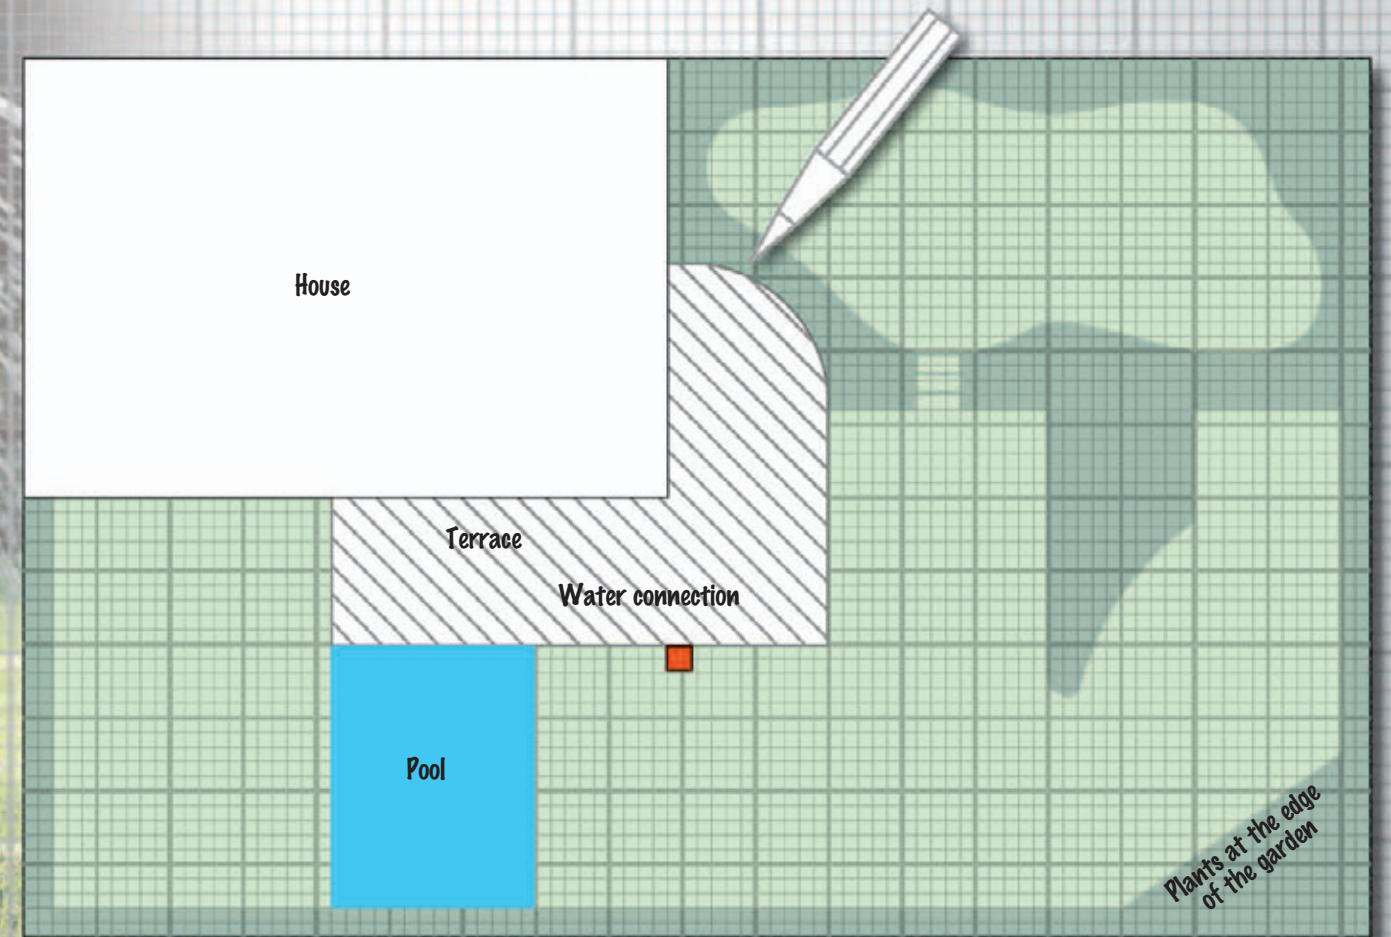 House
Terrace
Water connection
Pool
Plants at the edge
of the garden